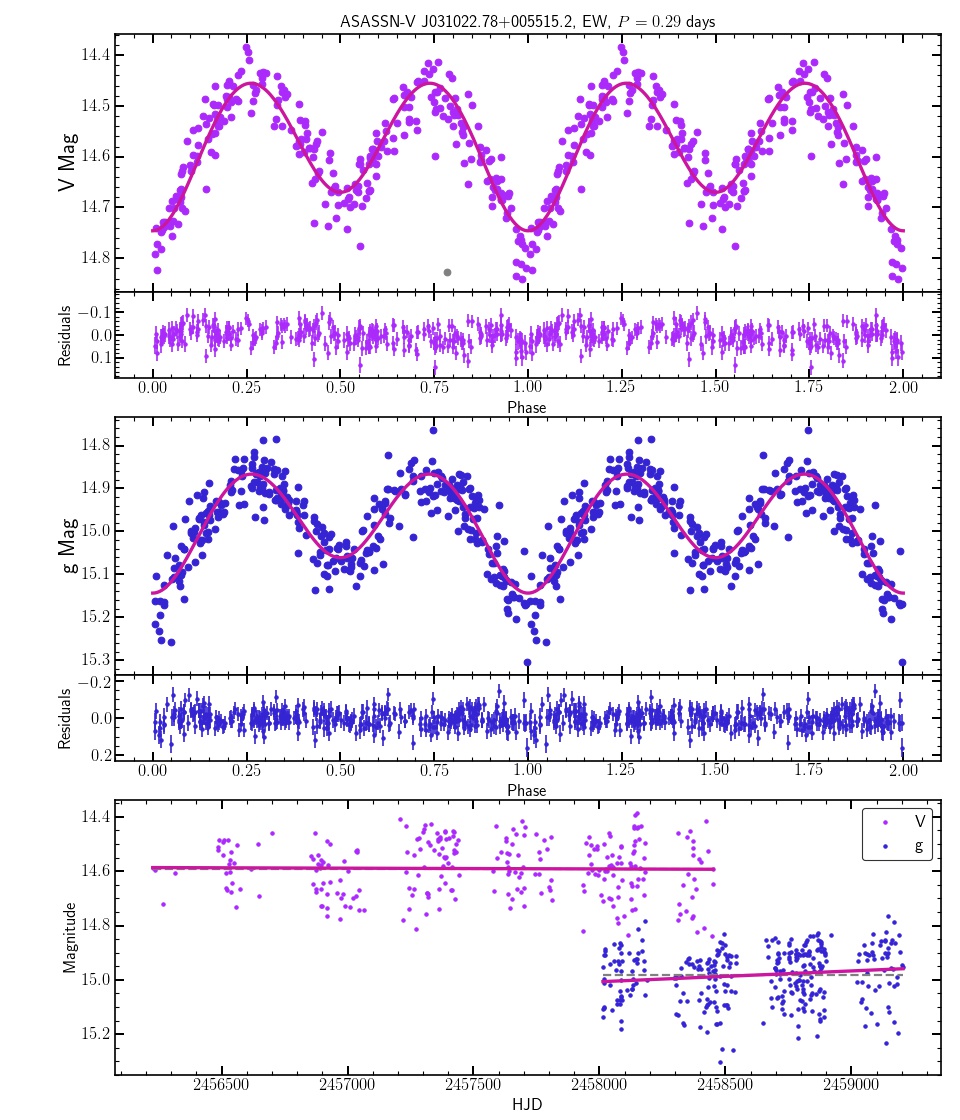 ASASSN-V J031022.78+005515.2, EW, P = 0.29 days
14.4
14.5
14.6
14.7
14.8
V Mag
−0.1
0.0
0.1
Residuals
0.00 0.25 0.50 0.75 1.00 1.25 1.50 1.75 2.00
Phase
14.8
14.9
15.0
15.1
15.2
15.3
g Mag
−0.2
0.0
0.2
Residuals
0.00 0.25 0.50 0.75 1.00 1.25 1.50 1.75 2.00
Phase
14.4
14.6
14.8
15.0
15.2
Magnitude
V
g
2456500 2457000 2457500 2458000 2458500 2459000
HJD